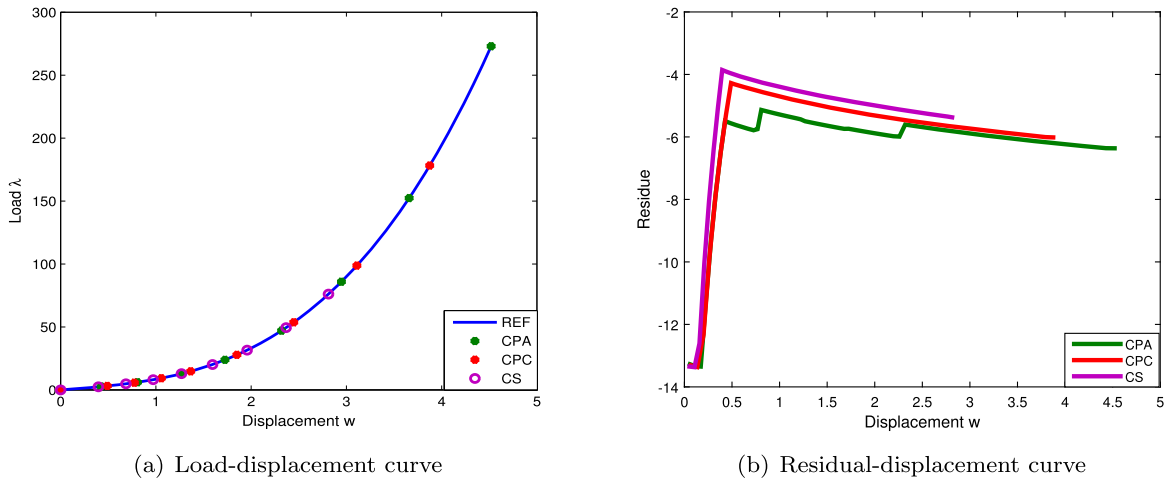 300
250
200
150
100
50
0
Load λ
0 1 2 3 4 5
Displacement w
REF
CPA
CPC
CS
(a) Load-displacement curve
-2
-4
-6
-8
-10
-12
-14
Residue
0 0.5 1 1.5 2 2.5 3 3.5 4 4.5 5
Displacement w
CPA
CPC
CS
(b) Residual-displacement curve